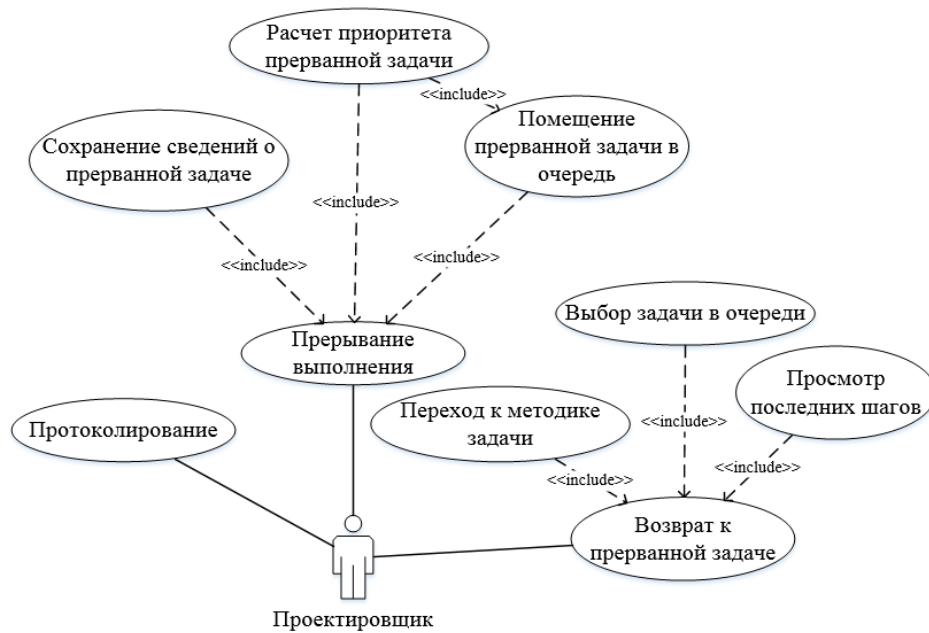 Расчет приоритета
прерванной задачи
<<include>>
Сохранение сведений о
прерванной задаче
Помещение
прерванной задачи в
очередь
<<include>>
<<include>>
<<include>>
Выбор задачи в очереди
Прерывание
выполнения
Просмотр
последних шагов
Переход к методике
задачи
Протоколирование
<<include>>
<<include>>
<<include>>
Возврат к
прерванной задаче
Проектировщик